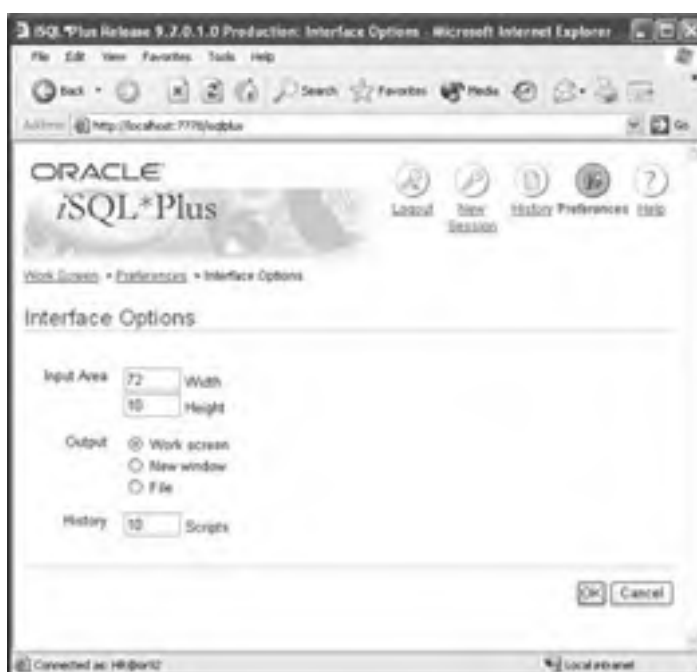 iSQL*Plus Release 9.2.0.1.0 Production: Interface Options - Microsoft Internet Explorer
File Edit View Favorites Tools Help
Back Search Favorites Media
Address http://localhost:7778/isqlplus Go
ORACLE
iSQL*Plus
Logout New Session History Preferences Help
Work Screen > Preferences > Interface Options
Interface Options
Input Area 72 Width
10 Height
Output Work screen
New window
File
History 10 Scripts
OK Cancel
Connected as: HR@or92 Local intranet